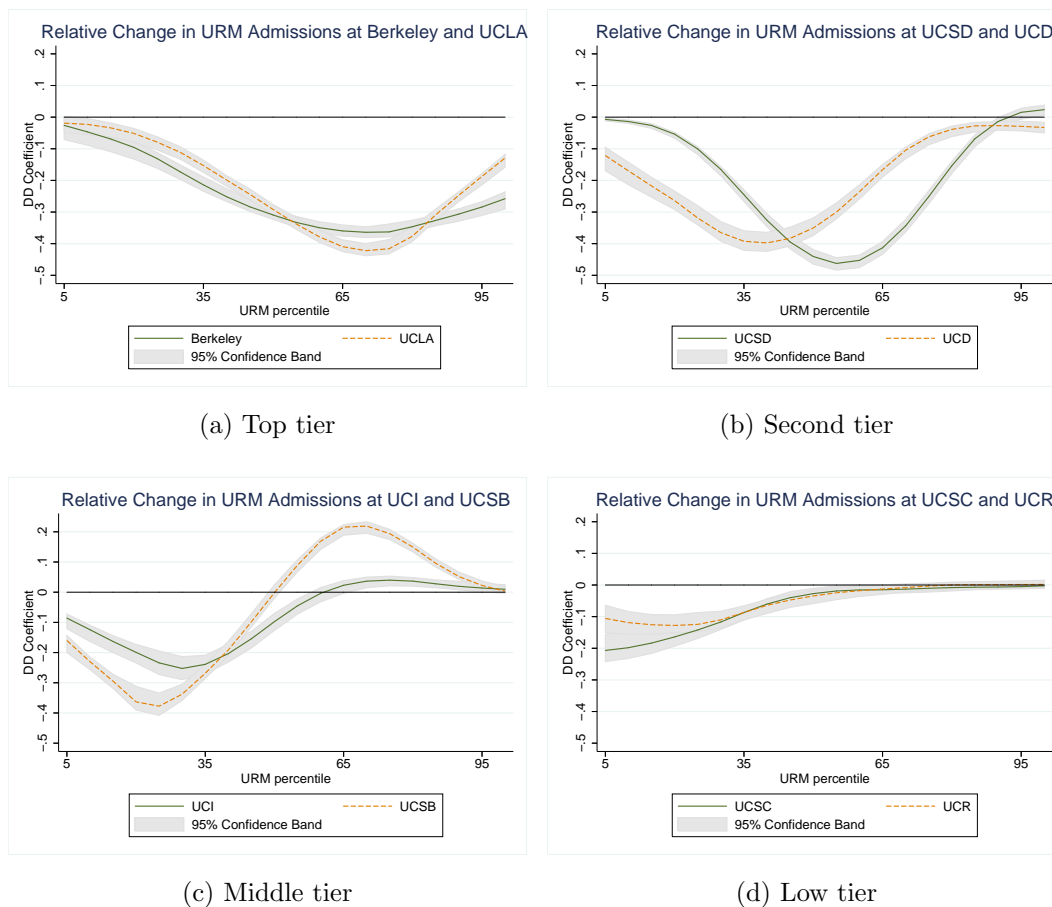 Relative Change in URM Admissions at Berkeley and UCLA
DD Coefficient
.2
.1
0
-.1
-.2
-.3
-.4
-.5
5 35 65 95
URM percentile
Berkeley UCLA
95% Confidence Band
(a) Top tier
Relative Change in URM Admissions at UCSD and UCD
DD Coefficient
.2
.1
0
-.1
-.2
-.3
-.4
-.5
5 35 65 95
URM percentile
UCSD UCD
95% Confidence Band
(b) Second tier
Relative Change in URM Admissions at UCI and UCSB
DD Coefficient
.2
.1
0
-.1
-.2
-.3
-.4
-.5
5 35 65 95
URM percentile
UCI UCSB
95% Confidence Band
(c) Middle tier
Relative Change in URM Admissions at UCSC and UCR
DD Coefficient
.2
.1
0
-.1
-.2
-.3
-.4
-.5
5 35 65 95
URM percentile
UCSC UCR
95% Confidence Band
(d) Low tier